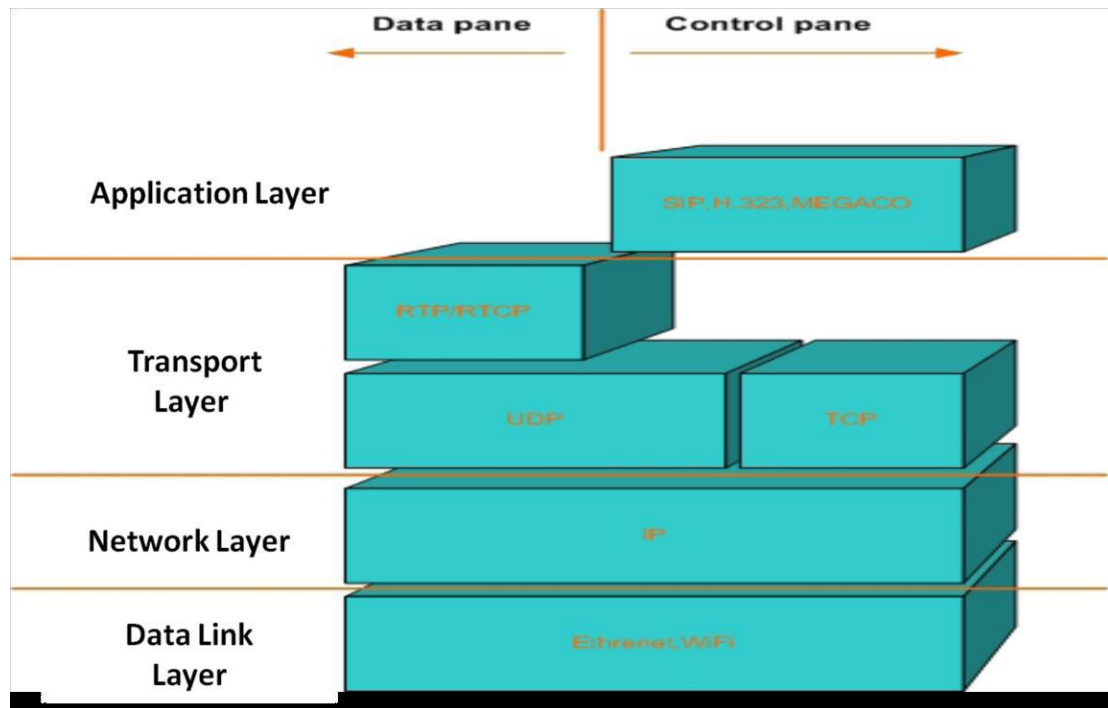 Data pane
Control pane
Application Layer
SIP,H.323,MEGACO
RTP/RTCP
Transport
Layer
UDP
TCP
Network Layer
IP
Data Link
Layer
Ethrenet,WiFi